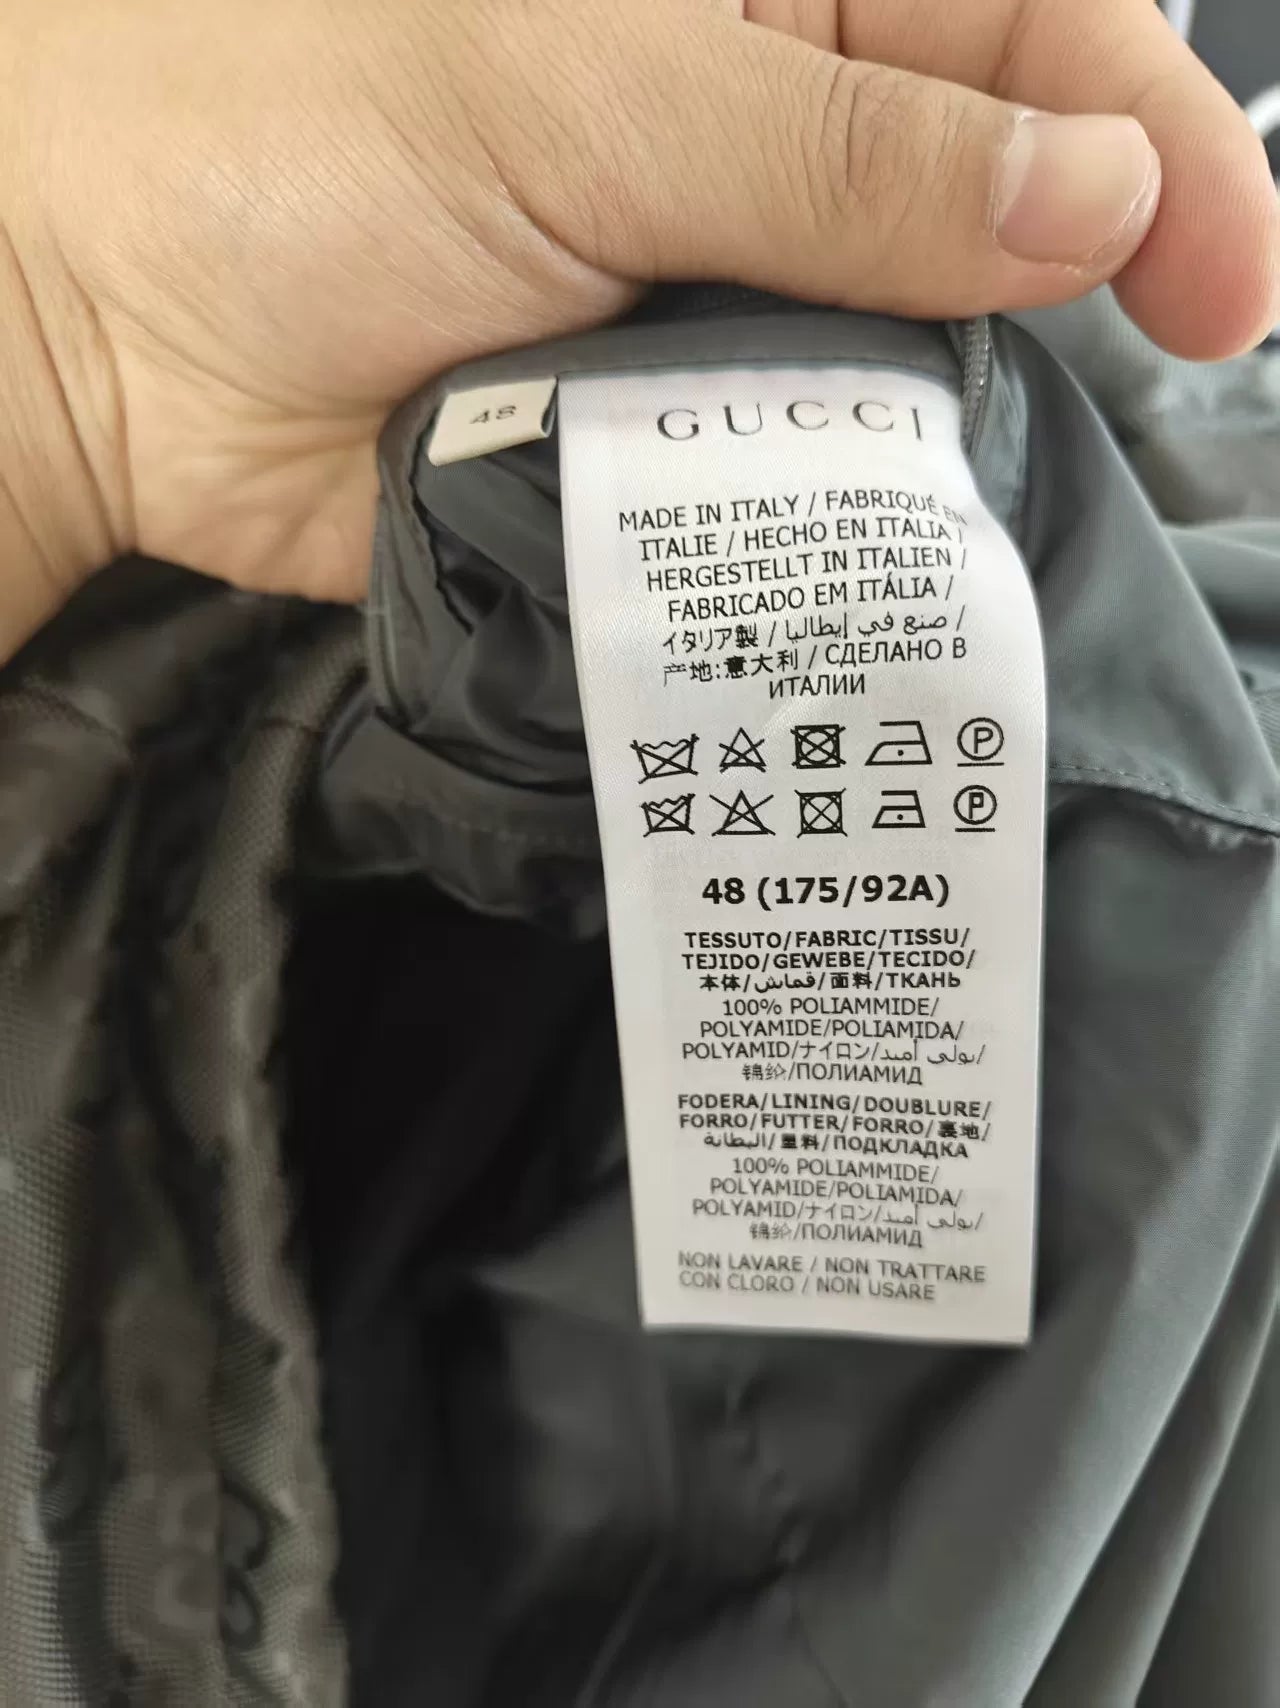 48
GUCCI
MADE IN ITALY / FABRIQUÉ EN
ITALIE / HECHO EN ITALIA /
HERGESTELLT IN ITALIEN /
FABRICADO EM ITÁLIA /
イタリア製 / صنع في إيطاليا /
产地:意大利 / СДЕЛАНО В
ИТАЛИИ
P
P
48 (175/92A)
TESSUTO/FABRIC/TISSU/
TEJIDO/GEWEBE/TECIDO/
本体/قماش/面料/ТКАНЬ
100% POLIAMMIDE/
POLYAMIDE/POLIAMIDA/
POLYAMID/ナイロン/بولي أميد/
锦纶/ПОЛИАМИД
FODERA/LINING/DOUBLURE/
FORRO/FUTTER/FORRO/裏地/
البطانة/里料/ПОДКЛАДКА
100% POLIAMMIDE/
POLYAMIDE/POLIAMIDA/
POLYAMID/ナイロン/بولي أميد/
锦纶/ПОЛИАМИД
NON LAVARE / NON TRATTARE
CON CLORO / NON USARE